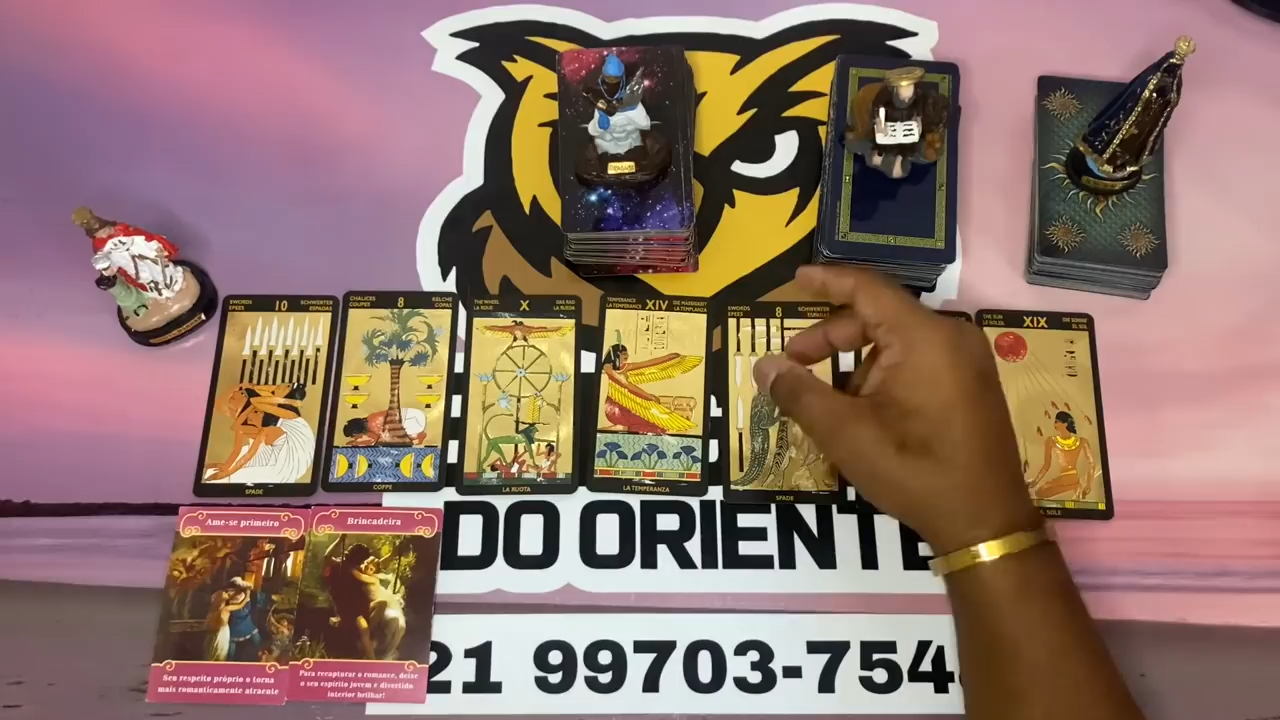 SWORDS
EPEES
10
SCHWERTER
ESPADAS
SPADE
CHALICES
COUPES
8
KELCHE
COPAS
COPPE
THE WHEEL
LA ROUE
X
DAS RAD
LA RUEDA
LA RUOTA
TEMPERANCE
LA TEMPERANCE
XIV
DIE MÄSSIGKEIT
LA TEMPLANZA
LA TEMPERANZA
SWORDS
EPEES
8
SCHWERTER
ESPADAS
SPADE
THE SUN
LE SOLEIL
XIX
DIE SONNE
EL SOL
SOLE
Ame-se primeiro
Seu respeito próprio o torna
mais romanticamente atraente
Brincadeira
Para recapturar o romance, deixe
o seu espírito jovem e divertido
interior brilhar!
DO ORIENTE
21 99703-754